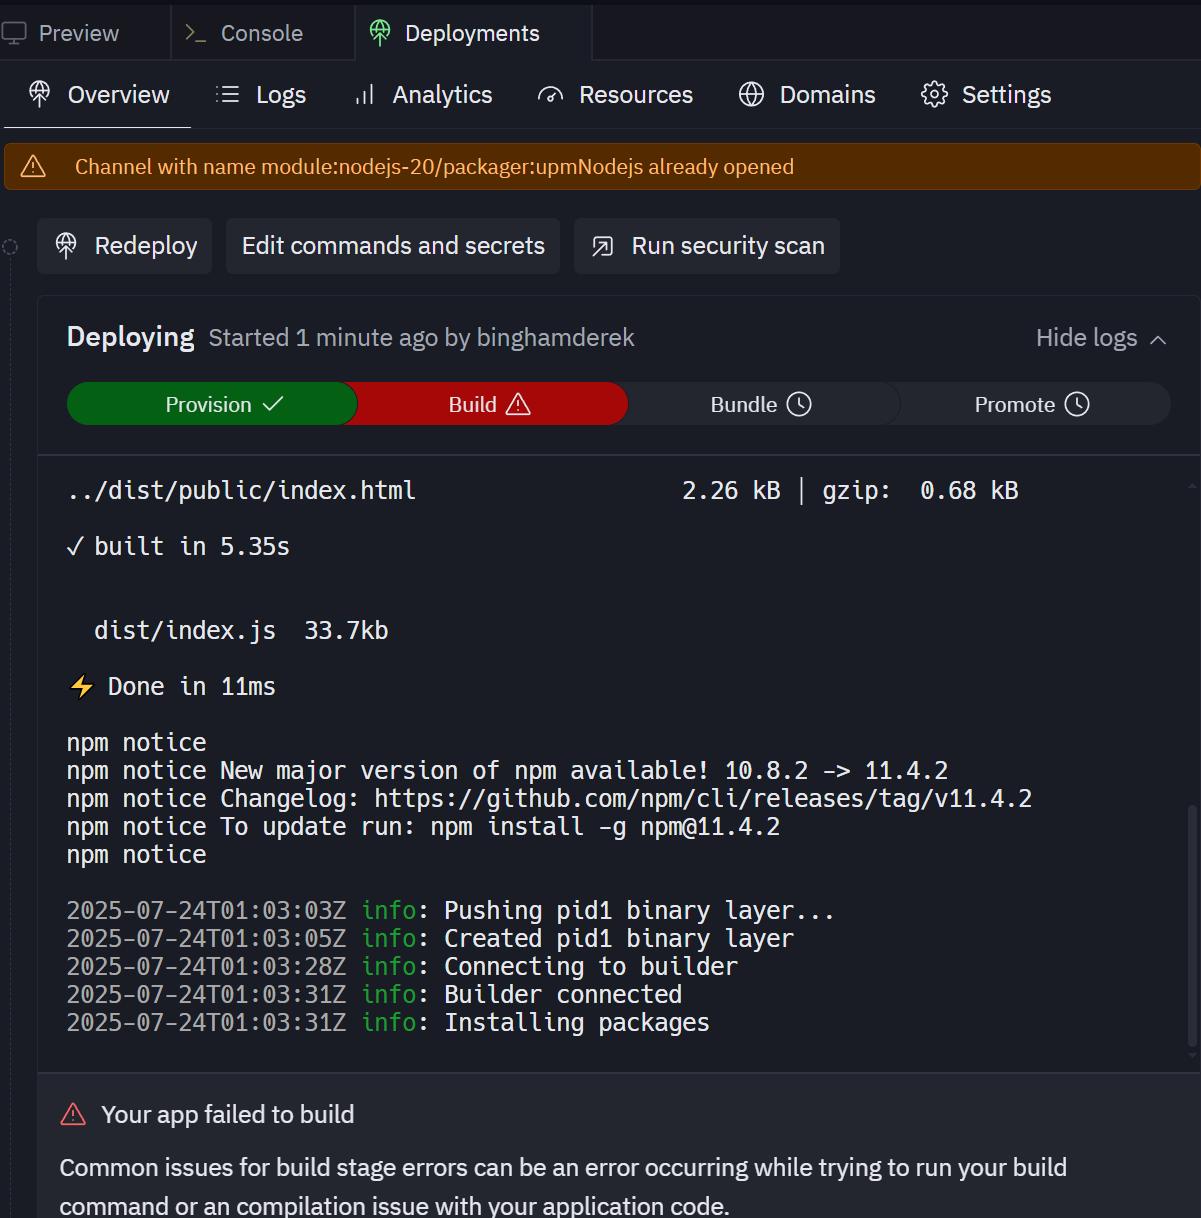 Preview Console Deployments
Overview Logs Analytics Resources Domains Settings
Channel with name module:nodejs-20/packager:upmNodejs already opened
Redeploy Edit commands and secrets Run security scan
Deploying Started 1 minute ago by binghamderek Hide logs
Provision Build Bundle Promote
../dist/public/index.html 2.26 kB │ gzip: 0.68 kB
✓ built in 5.35s
dist/index.js 33.7kb
⚡ Done in 11ms
npm notice
npm notice New major version of npm available! 10.8.2 -> 11.4.2
npm notice Changelog: https://github.com/npm/cli/releases/tag/v11.4.2
npm notice To update run: npm install -g npm@11.4.2
npm notice
2025-07-24T01:03:03Z info: Pushing pid1 binary layer...
2025-07-24T01:03:05Z info: Created pid1 binary layer
2025-07-24T01:03:28Z info: Connecting to builder
2025-07-24T01:03:31Z info: Builder connected
2025-07-24T01:03:31Z info: Installing packages
Your app failed to build
Common issues for build stage errors can be an error occurring while trying to run your build
command or an compilation issue with your application code.